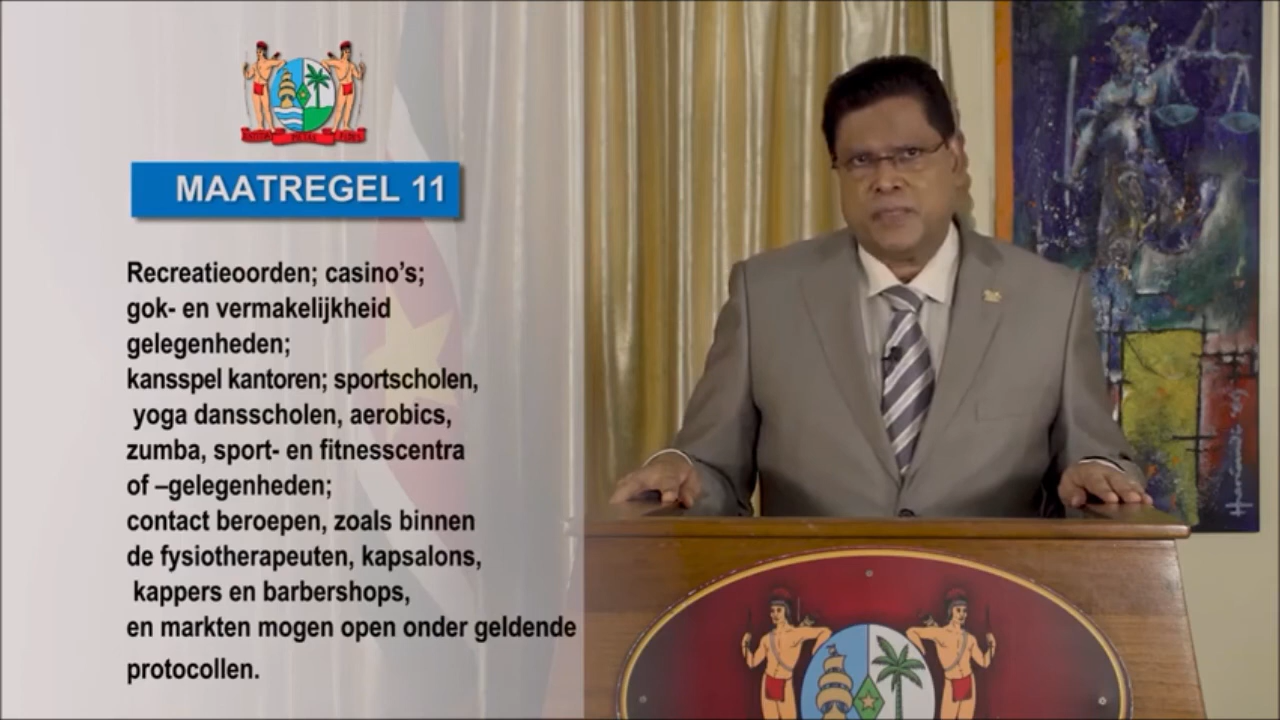 MAATREGEL 11
Recreatieoorden; casino’s;
gok- en vermakelijkheid
gelegenheden;
kansspel kantoren; sportscholen,
yoga dansscholen, aerobics,
zumba, sport- en fitnesscentra
of –gelegenheden;
contact beroepen, zoals binnen
de fysiotherapeuten, kapsalons,
kappers en barbershops,
en markten mogen open onder geldende
protocollen.